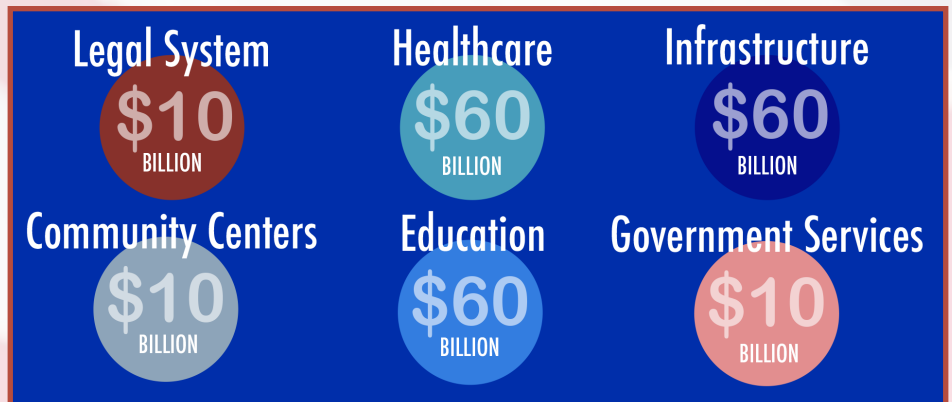 Legal System
$10
BILLION
Healthcare
$60
BILLION
Infrastructure
$60
BILLION
Community Centers
$10
BILLION
Education
$60
BILLION
Government Services
$10
BILLION